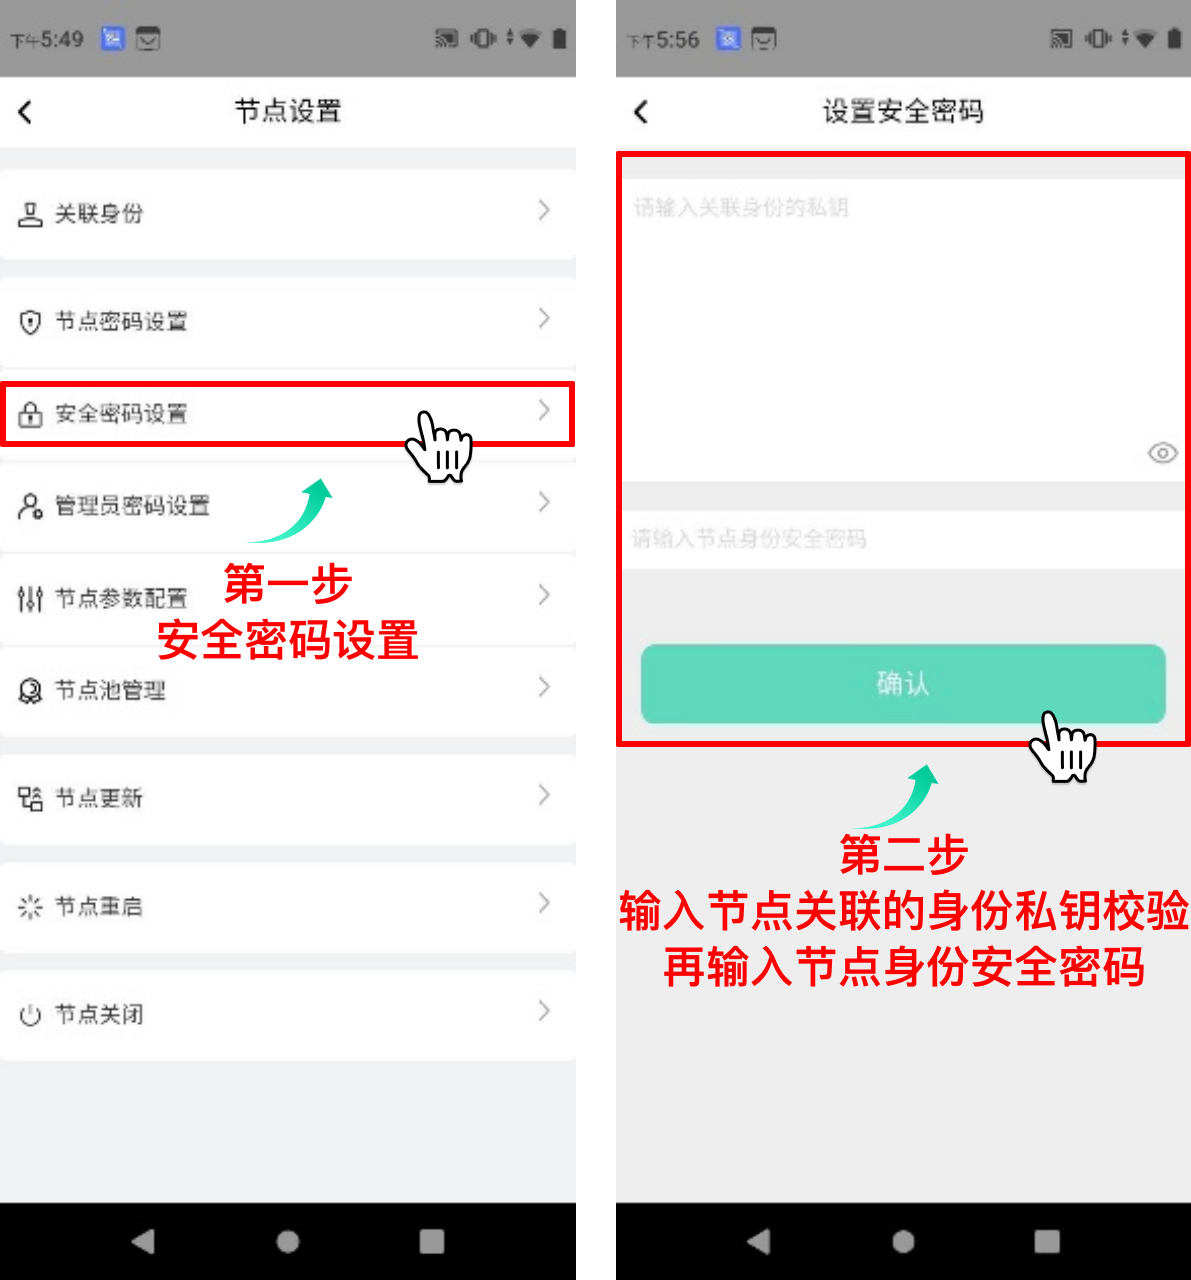 下午5:49
节点设置
关联身份
节点密码设置
安全密码设置
管理员密码设置
第一步
节点参数配置
安全密码设置
节点池管理
节点更新
节点重启
节点关闭
下午5:56
设置安全密码
请输入关联身份的私钥
请输入节点身份安全密码
确认
第二步
输入节点关联的身份私钥校验
再输入节点身份安全密码